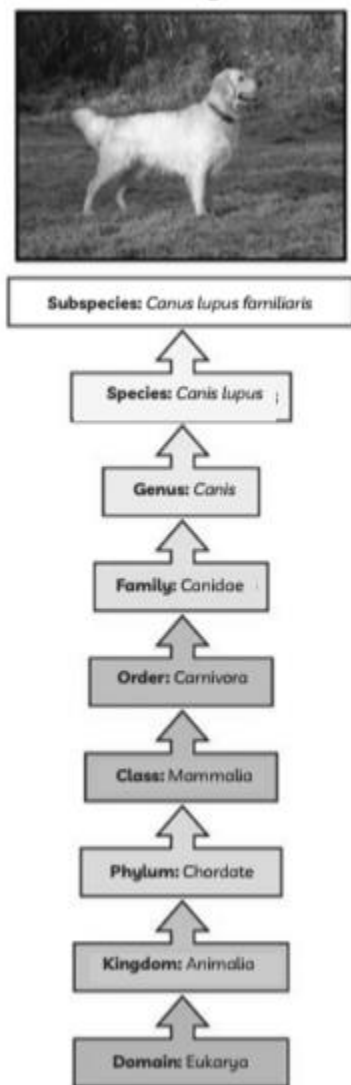 Subspecies: Canus lupus familiaris
Species: Canis lupus
Genus: Canis
Family: Canidae
Order: Carnivora
Class: Mammalia
Phylum: Chordate
Kingdom: Animalia
Domain: Eukarya